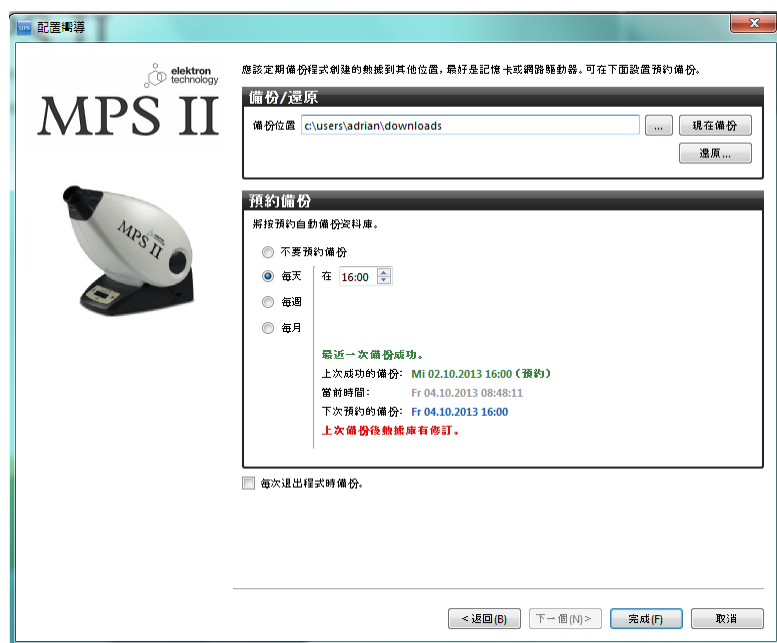 MPS 配置嚮導
elektron
technology
MPS II
MPS II
應該定期備份程式創建的數據到其他位置，最好是記憶卡或網路驅動器。可在下面設置預約備份。
備份/還原
備份位置 c:\users\adrian\downloads ... 現在備份
還原...
預約備份
將按預約自動備份資料庫。
不要預約備份
每天 在 16:00
每週
每月
最近一次備份成功。
上次成功的備份: Mi 02.10.2013 16:00 (預約)
當前時間: Fr 04.10.2013 08:48:11
下次預約的備份: Fr 04.10.2013 16:00
上次備份後數據庫有修訂。
每次退出程式時備份。
< 返回(B) 下一個(N)> 完成(F) 取消